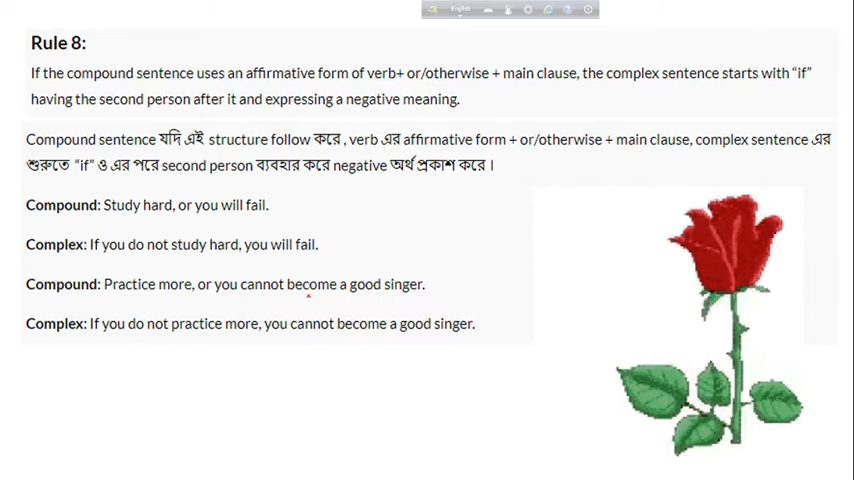 English
Rule 8:
If the compound sentence uses an affirmative form of verb+ or/otherwise + main clause, the complex sentence starts with “if”
having the second person after it and expressing a negative meaning.
Compound sentence যদি এই structure follow করে , verb এর affirmative form + or/otherwise + main clause, complex sentence এর
শুরুতে “if” ও এর পরে second person ব্যবহার করে negative অর্থ প্রকাশ করে ।
Compound: Study hard, or you will fail.
Complex: If you do not study hard, you will fail.
Compound: Practice more, or you cannot become a good singer.
Complex: If you do not practice more, you cannot become a good singer.